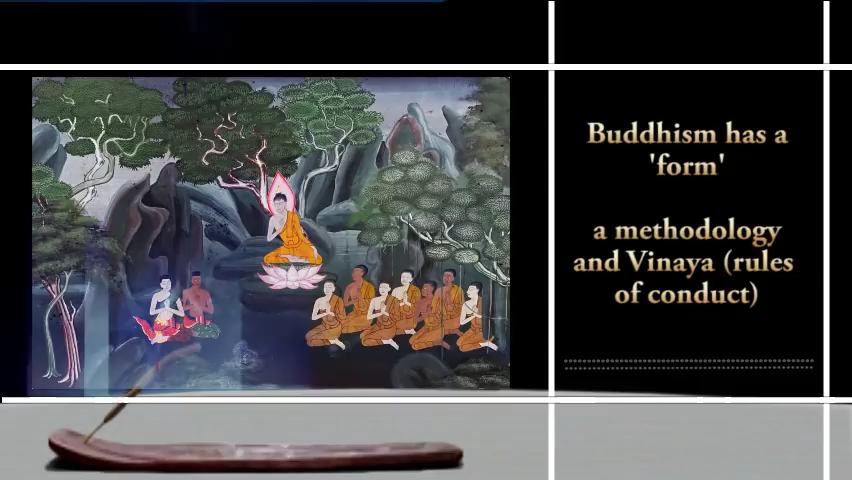 Buddhism has a
'form'
a methodology
and Vinaya (rules
of conduct)